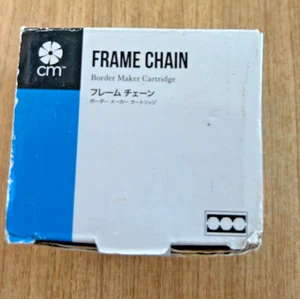 cm™
FRAME CHAIN
Border Maker Cartridge
フレーム チェーン
ボーダー メーカー カートリッジ